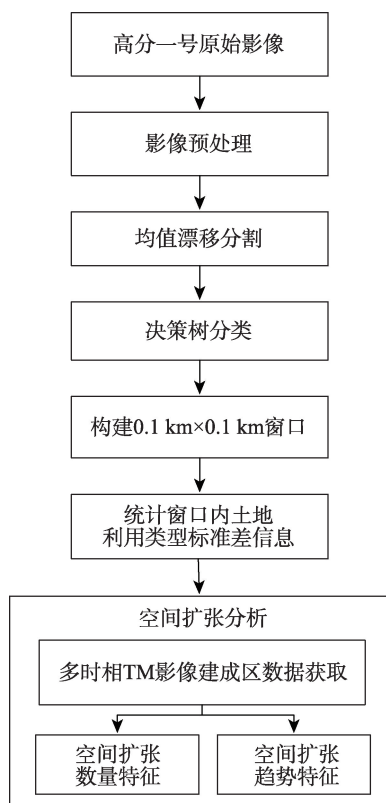 高分一号原始影像
影像预处理
均值漂移分割
决策树分类
构建0.1 km×0.1 km窗口
统计窗口内土地
利用类型标准差信息
空间扩张分析
多时相TM影像建成区数据获取
空间扩张
数量特征
空间扩张
趋势特征